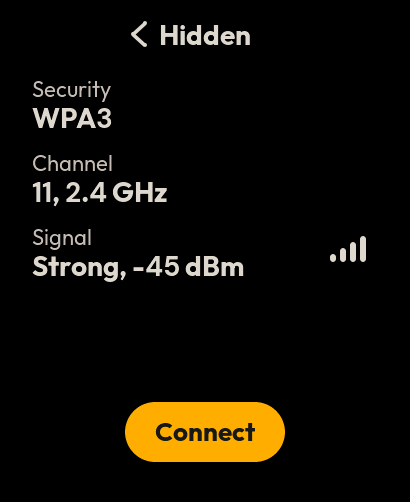 Hidden
Security
WPA3
Channel
11, 2.4 GHz
Signal
Strong, -45 dBm
Connect